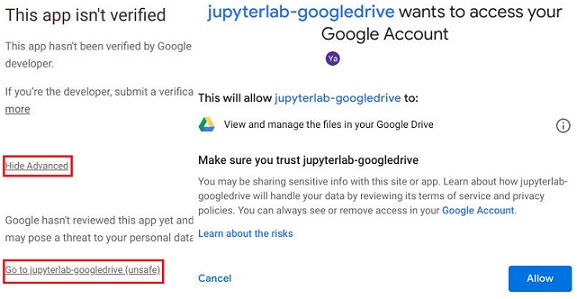 This app isn't verified
This app hasn't been verified by Google
developer.
If you're the developer, submit a verifica
more
Hide Advanced
Google hasn't reviewed this app yet and
may pose a threat to your personal data
Go to jupyterlab-googledrive (unsafe)
jupyterlab-googledrive wants to access your
Google Account
Ya
This will allow jupyterlab-googledrive to:
View and manage the files in your Google Drive
Make sure you trust jupyterlab-googledrive
You may be sharing sensitive info with this site or app. Learn about how jupyterlab-
googledrive will handle your data by reviewing its terms of service and privacy
policies. You can always see or remove access in your Google Account.
Learn about the risks
Cancel
Allow